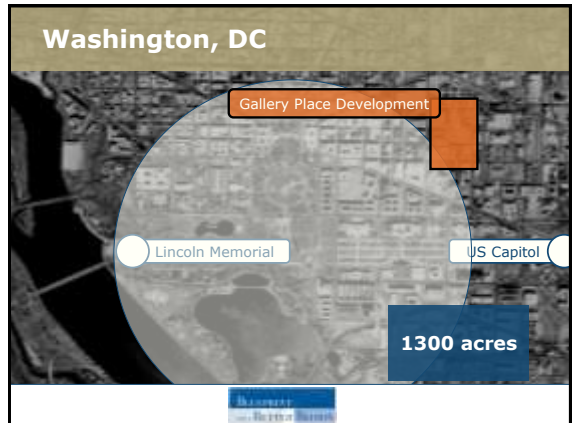 Washington, DC
Gallery Place Development
Lincoln Memorial
US Capitol
1300 acres